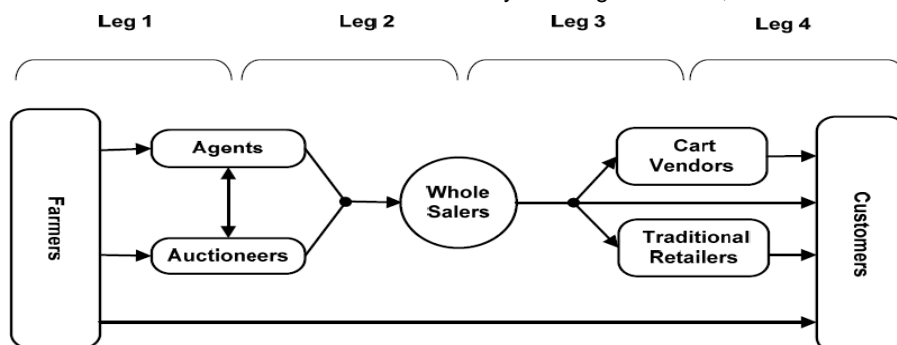 Leg 1
Leg 2
Leg 3
Leg 4
Farmers
Agents
Auctioneers
Whole
Salers
Cart
Vendors
Traditional
Retailers
Customers